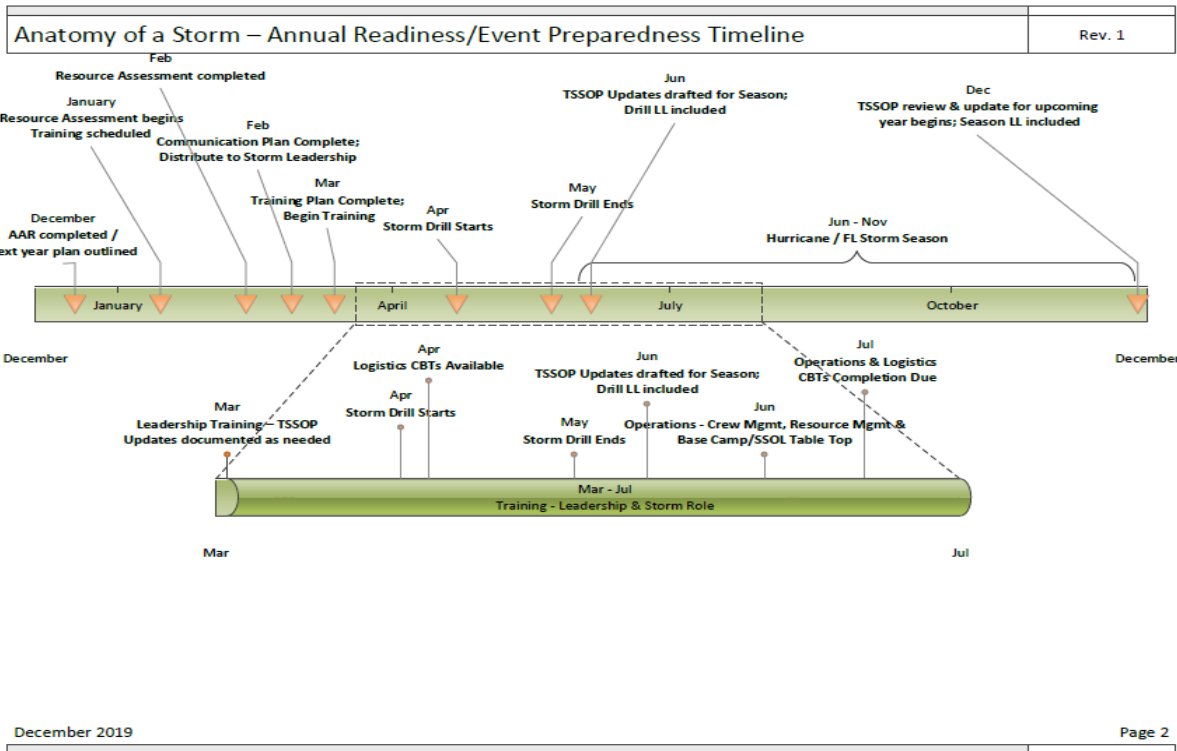 Anatomy of a Storm – Annual Readiness/Event Preparedness Timeline
Rev. 1
Feb
Resource Assessment completed
January
Resource Assessment begins
Training scheduled
Feb
Communication Plan Complete;
Distribute to Storm Leadership
Mar
Training Plan Complete;
Begin Training
December
AAR completed /
ext year plan outlined
Apr
Storm Drill Starts
May
Storm Drill Ends
Jun
TSSOP Updates drafted for Season;
Drill LL included
Dec
TSSOP review & update for upcoming
year begins; Season LL included
Jun - Nov
Hurricane / FL Storm Season
January
April
July
October
December
December
Mar
Leadership Training – TSSOP
Updates documented as needed
Apr
Storm Drill Starts
Apr
Logistics CBTs Available
May
Storm Drill Ends
Jun
TSSOP Updates drafted for Season;
Drill LL included
Jun
Operations - Crew Mgmt, Resource Mgmt &
Base Camp/SSOL Table Top
Jul
Operations & Logistics
CBTs Completion Due
Mar - Jul
Training - Leadership & Storm Role
Mar
Jul
December 2019
Page 2